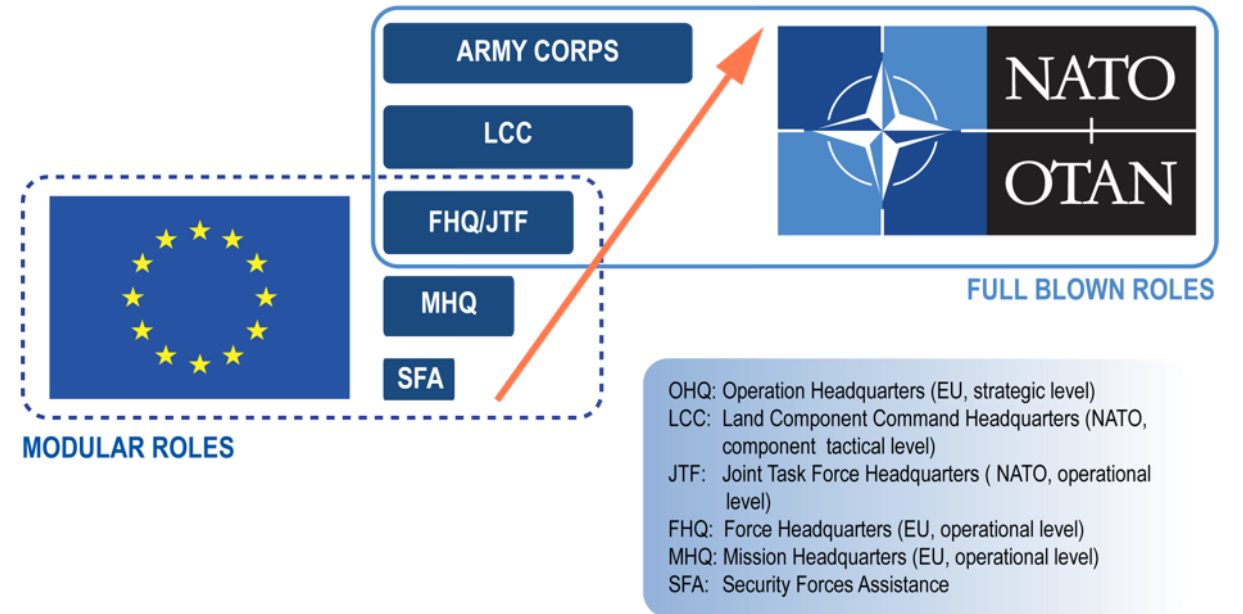 ARMY CORPS
LCC
FHQ/JTF
MHQ
SFA
NATO
OTAN
FULL BLOWN ROLES
MODULAR ROLES
OHQ: Operation Headquarters (EU, strategic level)
LCC: Land Component Command Headquarters (NATO,
component tactical level)
JTF: Joint Task Force Headquarters ( NATO, operational
level)
FHQ: Force Headquarters (EU, operational level)
MHQ: Mission Headquarters (EU, operational level)
SFA: Security Forces Assistance